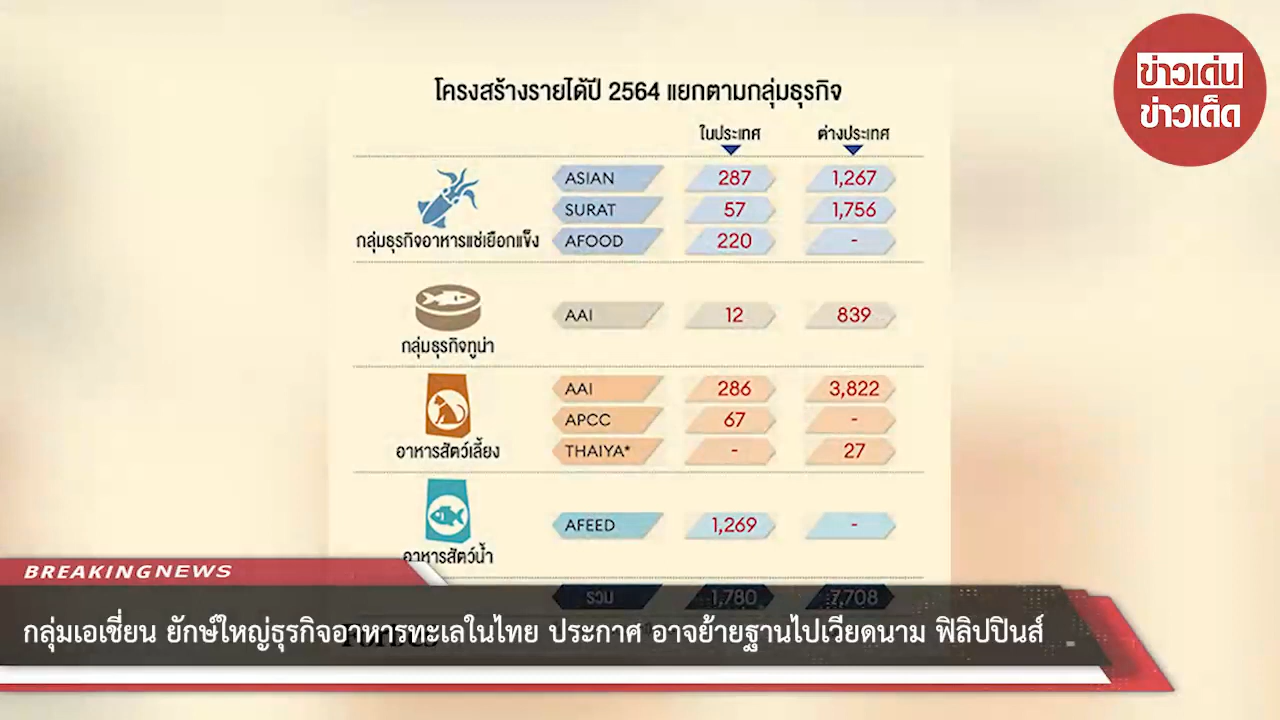 ข่าวเด่น
ข่าวเด็ด
โครงสร้างรายได้ปี 2564 แยกตามกลุ่มธุรกิจ
ในประเทศ ต่างประเทศ
ASIAN 287 1,267
SURAT 57 1,756
กลุ่มธุรกิจอาหารแช่เยือกแข็ง AFOOD 220 -
AAI 12 839
กลุ่มธุรกิจทูน่า
AAI 286 3,822
APCC 67 -
อาหารสัตว์เลี้ยง THAIYA* - 27
AFEED 1,269 -
อาหารสัตว์น้ำ
BREAKINGNEWS
รวม 1,780 7,708
กลุ่มเอเชี่ยน ยักษ์ใหญ่ธุรกิจอาหารทะเลในไทย ประกาศ อาจย้ายฐานไปเวียดนาม ฟิลิปปินส์